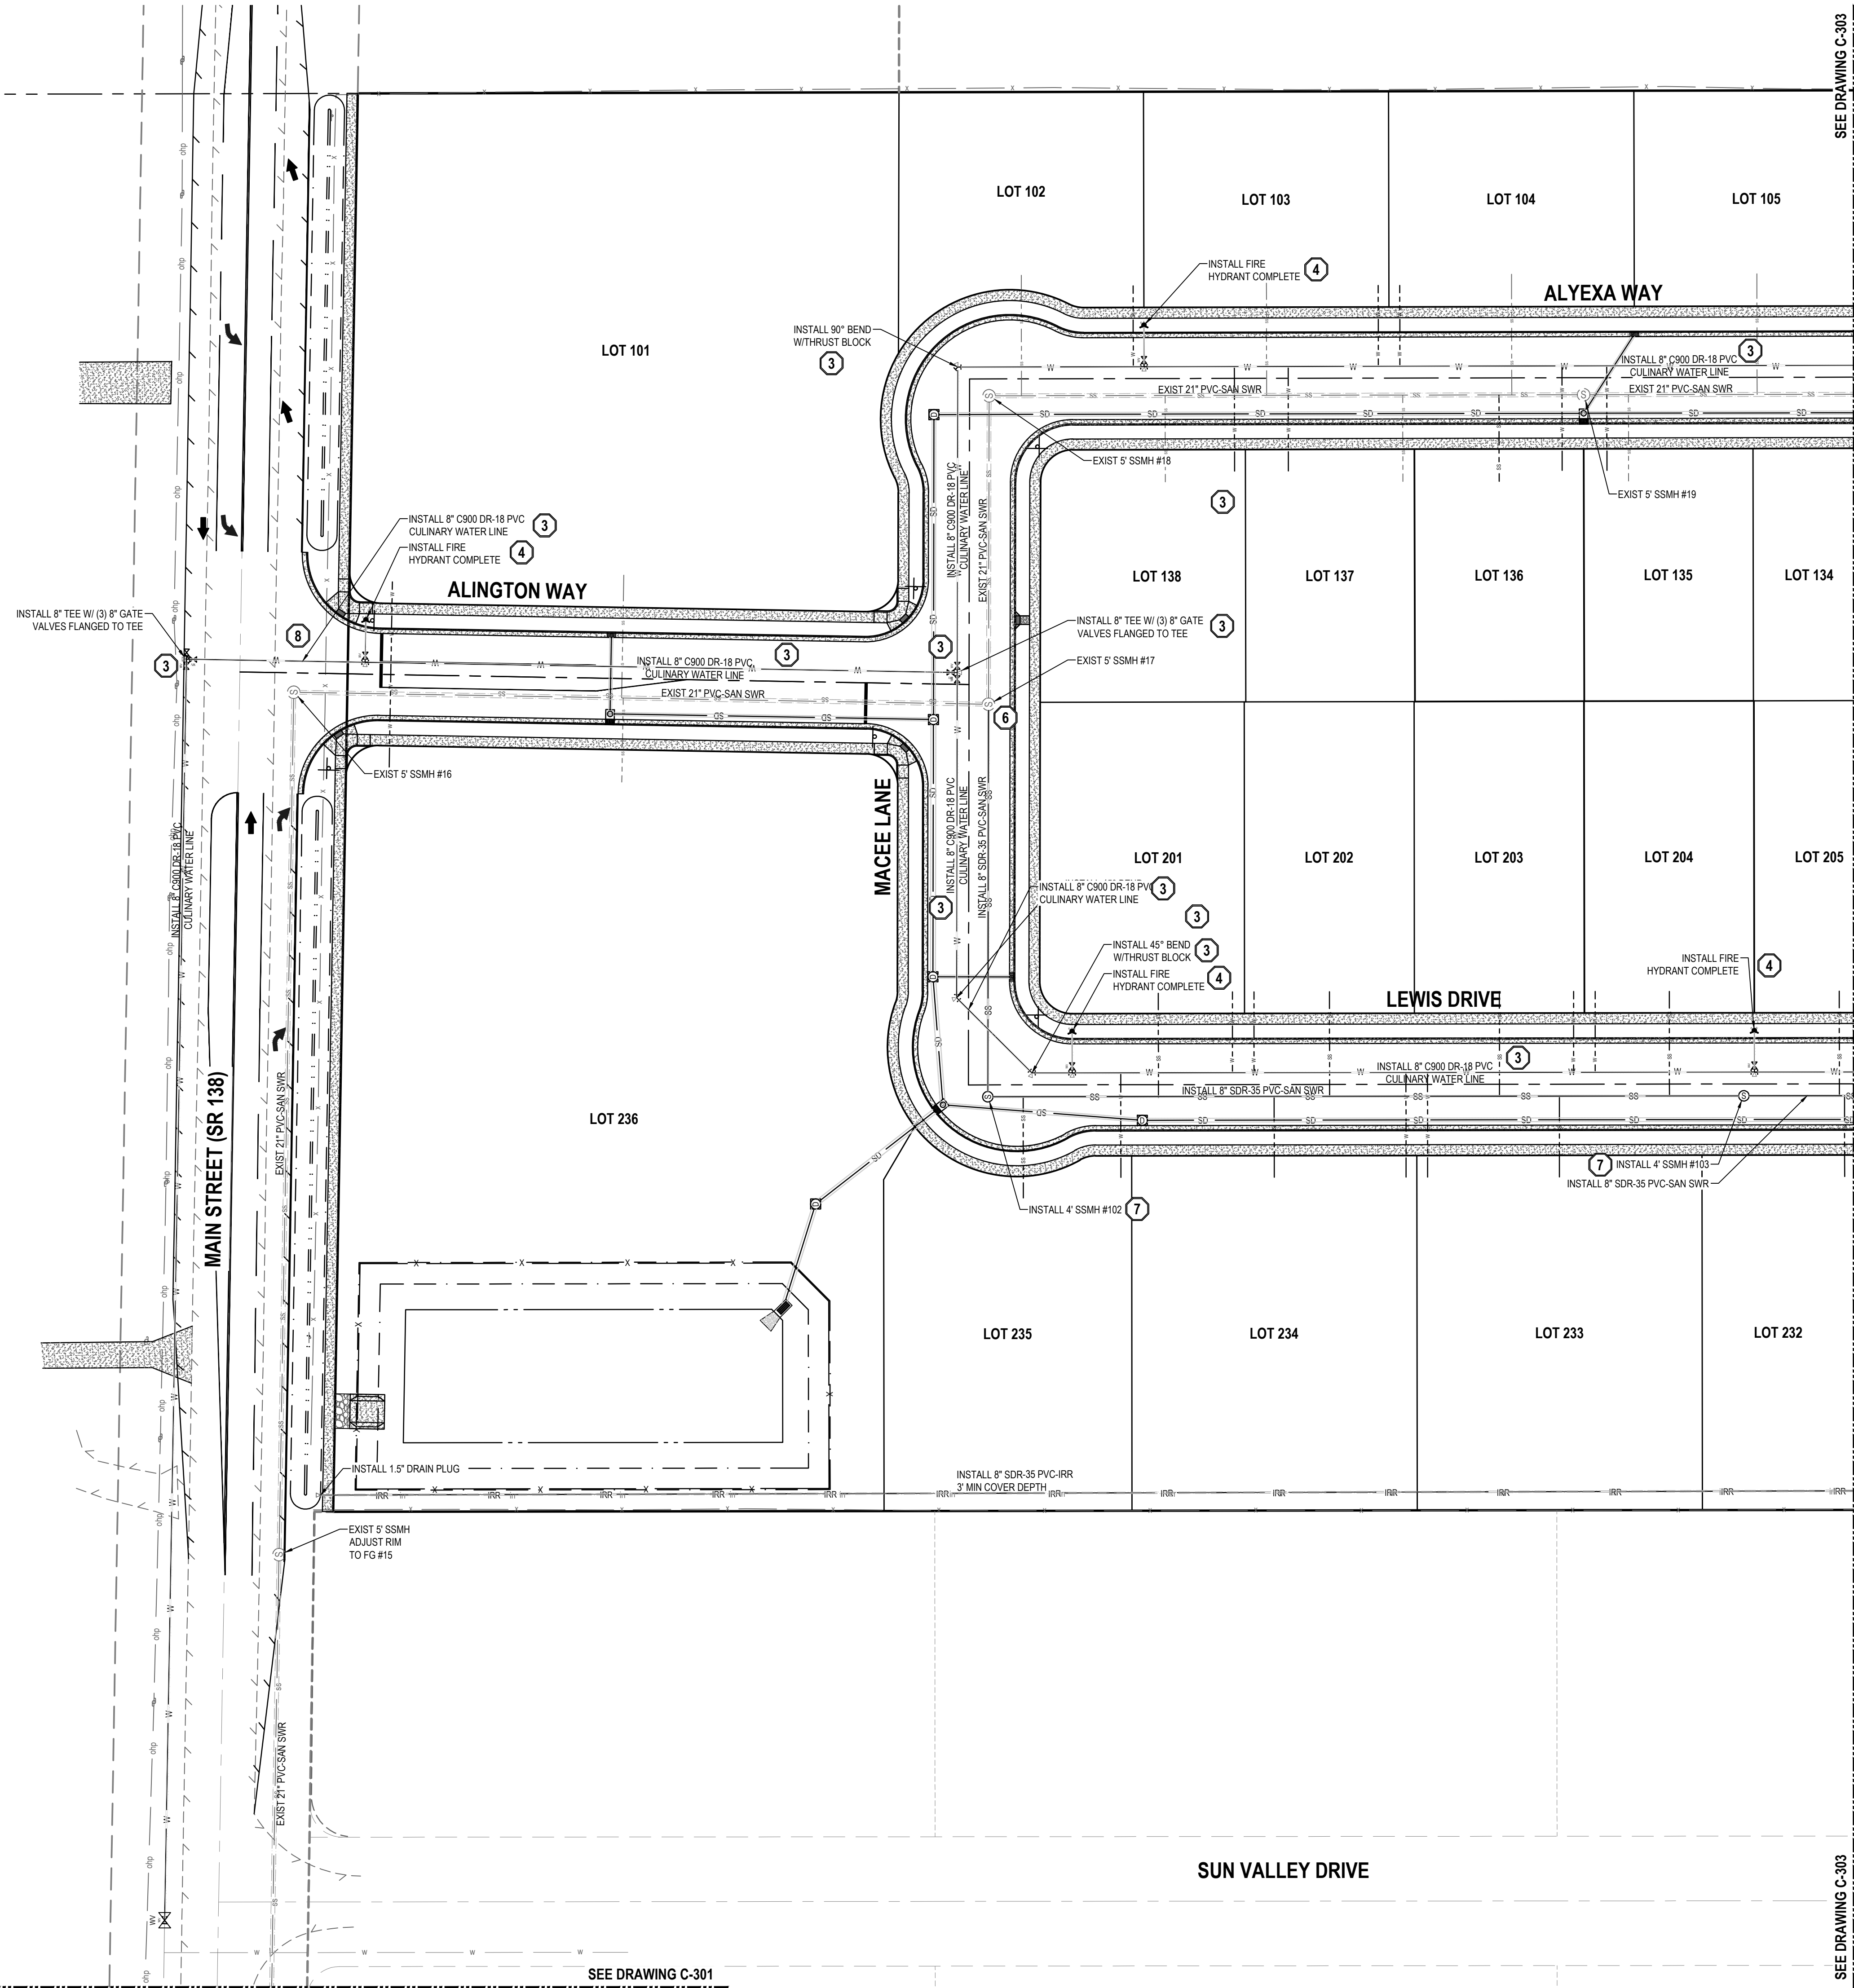 SEE DRAWING C-303
LOT 102
LOT 103
LOT 104
LOT 105
INSTALL FIRE
HYDRANT COMPLETE
4
ALYEXA WAY
LOT 101
INSTALL 90° BEND
W/THRUST BLOCK
3
INSTALL 8" C900 DR-18 PVC
CULINARY WATER LINE
3
EXIST 21" PVC-SAN SWR
EXIST 21" PVC-SAN SWR
EXIST 5' SSMH #18
EXIST 5' SSMH #19
INSTALL 8" C900 DR-18 PVC
CULINARY WATER LINE
EXIST 21" PVC-SAN SWR
3
INSTALL 8" C900 DR-18 PVC
CULINARY WATER LINE
3
INSTALL FIRE
HYDRANT COMPLETE
4
ALINGTON WAY
LOT 138
LOT 137
LOT 136
LOT 135
LOT 134
INSTALL 8" TEE W/ (3) 8" GATE
VALVES FLANGED TO TEE
3
8
INSTALL 8" C900 DR-18 PVC
CULINARY WATER LINE
3
EXIST 21" PVC-SAN SWR
3
INSTALL 8" TEE W/ (3) 8" GATE
VALVES FLANGED TO TEE
3
EXIST 5' SSMH #17
6
EXIST 5' SSMH #16
INSTALL 8" C900 DR-18 PVC
CULINARY WATER LINE
MACEE LANE
INSTALL 8" C900 DR-18 PVC
CULINARY WATER LINE
INSTALL 8" SDR-35 PVC-SAN SWR
3
LOT 201
LOT 202
LOT 203
LOT 204
LOT 205
INSTALL 8" C900 DR-18 PVC
CULINARY WATER LINE
3
3
INSTALL 45° BEND
W/THRUST BLOCK
3
INSTALL FIRE
HYDRANT COMPLETE
4
INSTALL FIRE
HYDRANT COMPLETE
4
LEWIS DRIVE
INSTALL 8" C900 DR-18 PVC
CULINARY WATER LINE
3
INSTALL 8" SDR-35 PVC-SAN SWR
MAIN STREET (SR 138)
EXIST 21" PVC-SAN SWR
LOT 236
7
INSTALL 4' SSMH #103
INSTALL 8" SDR-35 PVC-SAN SWR
INSTALL 4' SSMH #102
7
LOT 235
LOT 234
LOT 233
LOT 232
INSTALL 1.5" DRAIN PLUG
INSTALL 8" SDR-35 PVC-IRR
3' MIN COVER DEPTH
EXIST 5' SSMH
ADJUST RIM
TO FG #15
EXIST 21" PVC-SAN SWR
SUN VALLEY DRIVE
WV
SEE DRAWING C-301
SEE DRAWING C-303